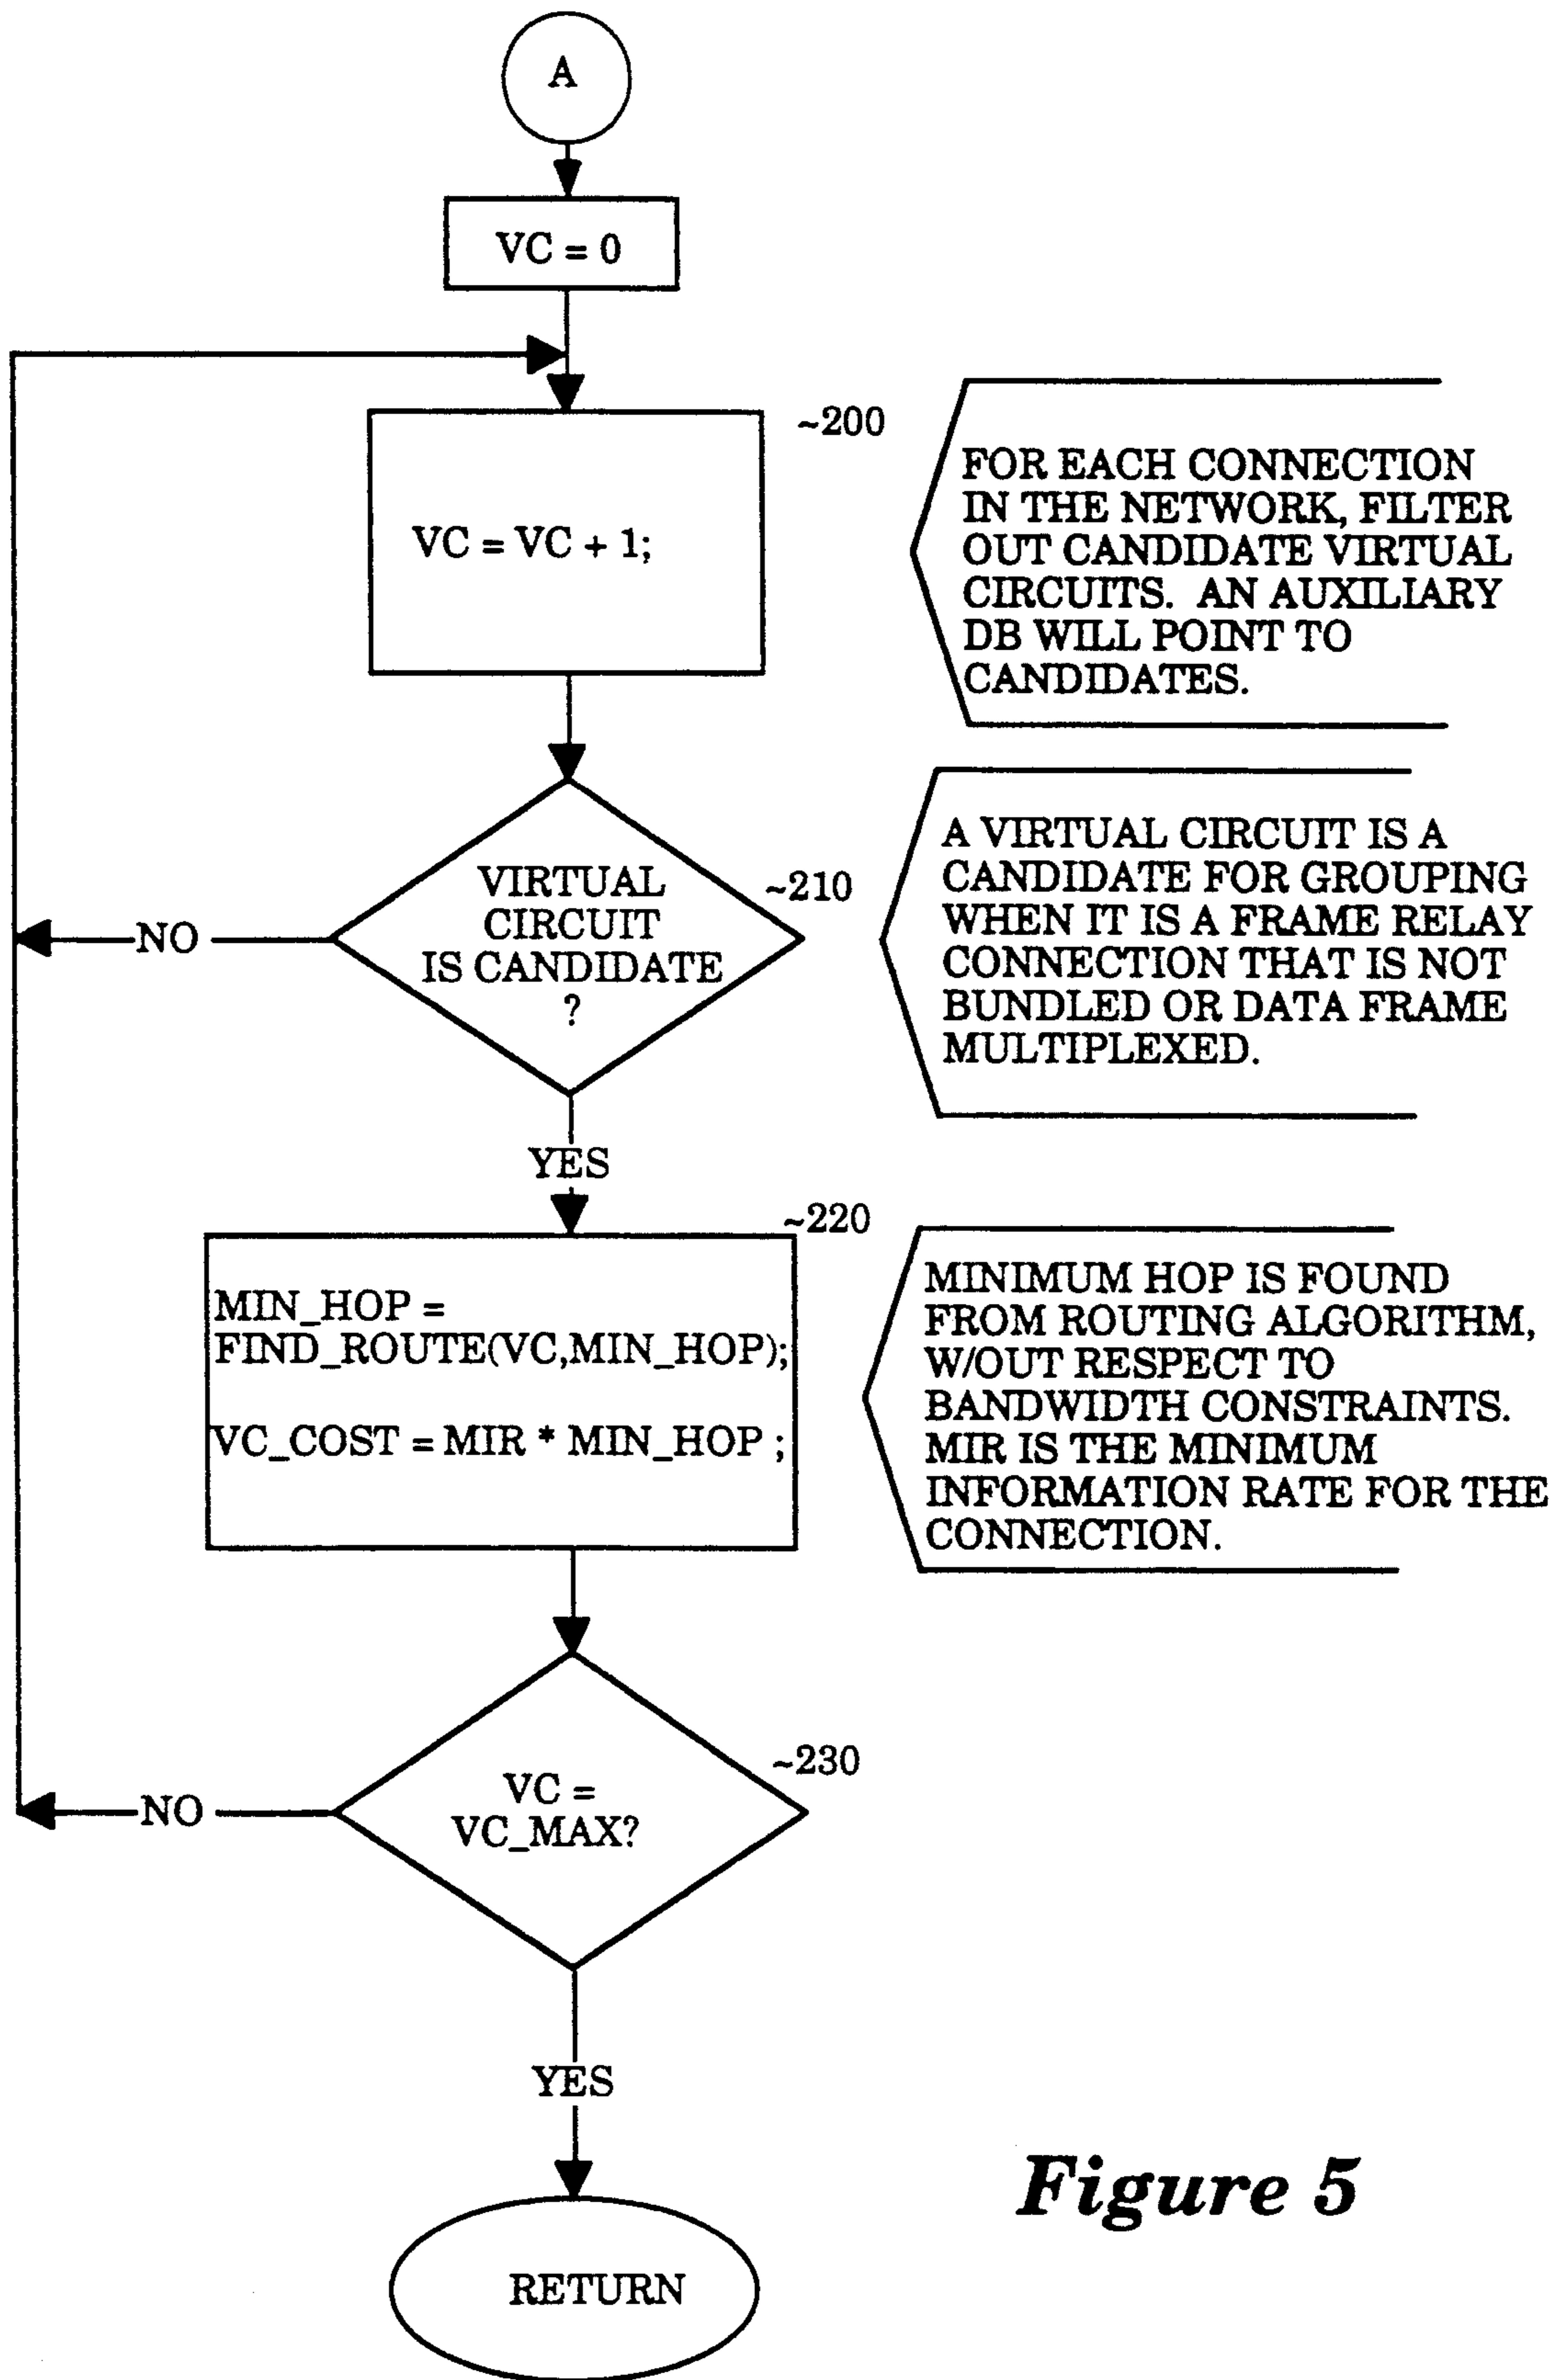 A
VC = 0
~200
VC = VC + 1;
FOR EACH CONNECTION
IN THE NETWORK, FILTER
OUT CANDIDATE VIRTUAL
CIRCUITS. AN AUXILIARY
DB WILL POINT TO
CANDIDATES.
VIRTUAL
CIRCUIT
IS CANDIDATE
?
~210
NO
A VIRTUAL CIRCUIT IS A
CANDIDATE FOR GROUPING
WHEN IT IS A FRAME RELAY
CONNECTION THAT IS NOT
BUNDLED OR DATA FRAME
MULTIPLEXED.
YES
~220
MIN_HOP =
FIND_ROUTE(VC,MIN_HOP);
VC_COST = MIR * MIN_HOP ;
MINIMUM HOP IS FOUND
FROM ROUTING ALGORITHM,
W/OUT RESPECT TO
BANDWIDTH CONSTRAINTS.
MIR IS THE MINIMUM
INFORMATION RATE FOR THE
CONNECTION.
~230
VC =
VC_MAX?
NO
YES
RETURN
Figure 5